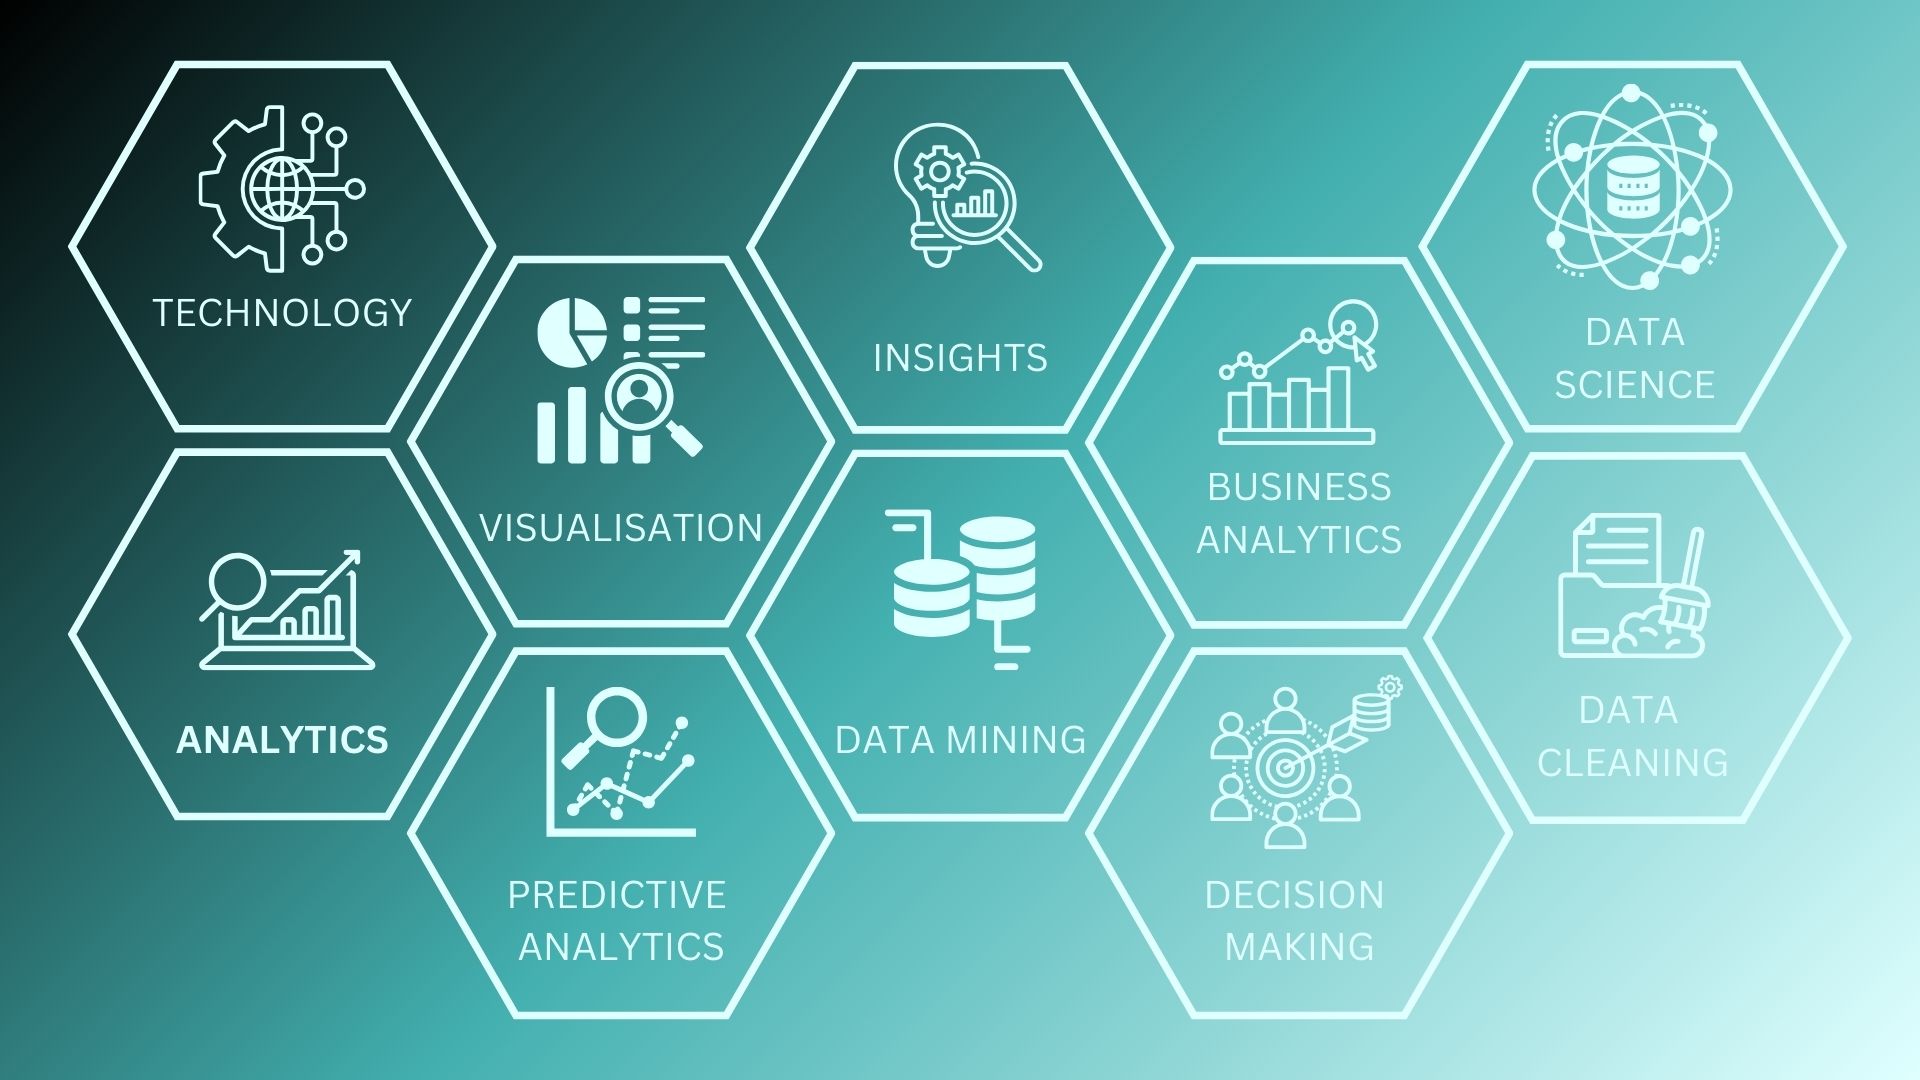 TECHNOLOGY
VISUALISATION
INSIGHTS
BUSINESS
ANALYTICS
DATA
SCIENCE
ANALYTICS
PREDICTIVE
ANALYTICS
DATA MINING
DECISION
MAKING
DATA
CLEANING